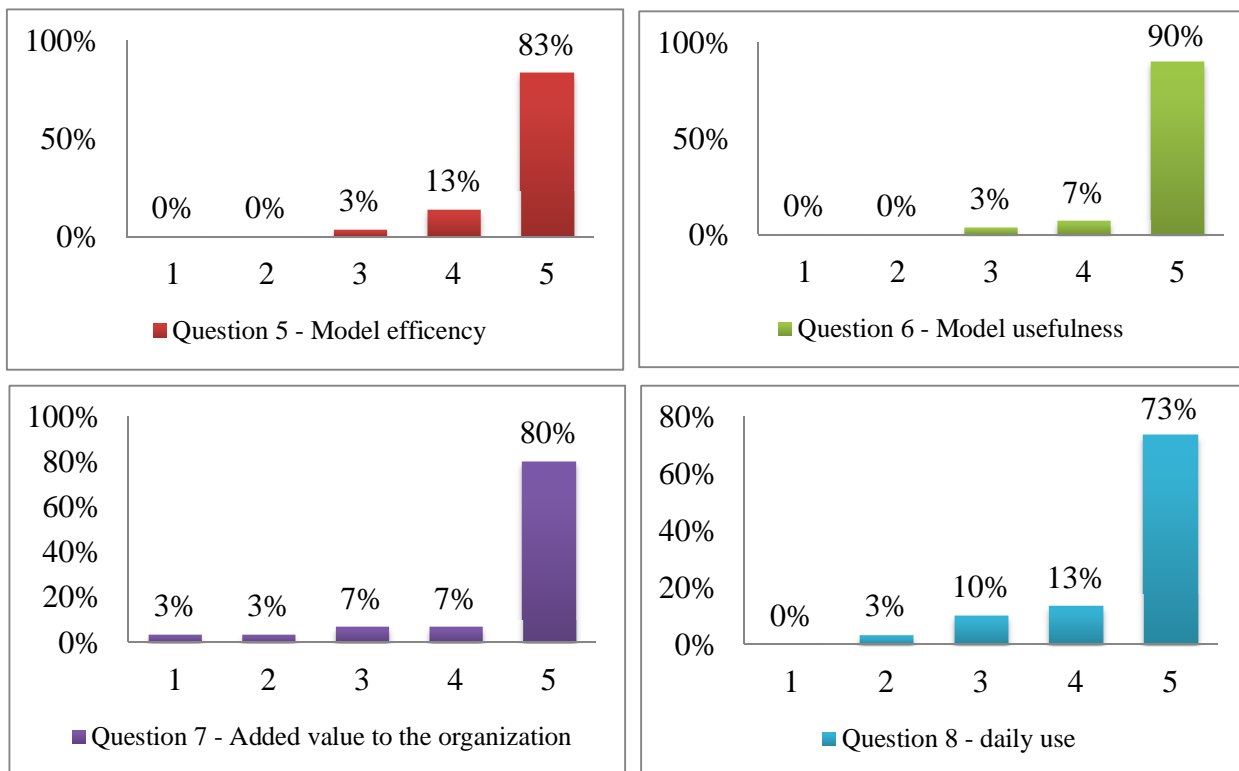 100%
83%
50%
13%
3%
0% 0%
0%
1 2 3 4 5
Question 5 - Model efficency
100%
90%
50%
7%
3%
0% 0%
0%
1 2 3 4 5
Question 6 - Model usefulness
100%
80%
80%
60%
40%
20%
3% 3% 7% 7%
0%
1 2 3 4 5
Question 7 - Added value to the organization
80%
73%
60%
40%
20%
0% 3% 10% 13%
0%
1 2 3 4 5
Question 8 - daily use